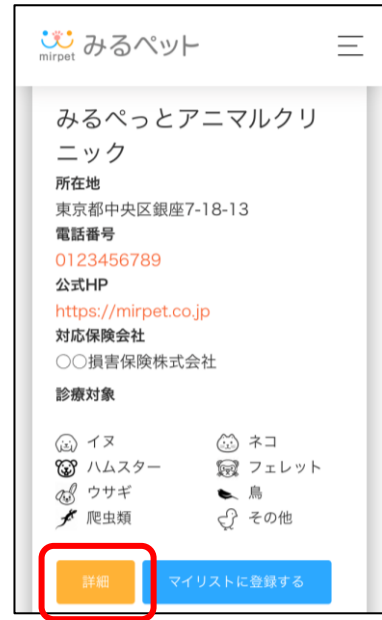 mirpet みるペット
みるぺっとアニマルクリ
ニック
所在地
東京都中央区銀座7-18-13
電話番号
0123456789
公式HP
https://mirpet.co.jp
対応保険会社
○○損害保険株式会社
診療対象
イヌ ネコ
ハムスター フェレット
ウサギ 鳥
爬虫類 その他
詳細 マイリストに登録する